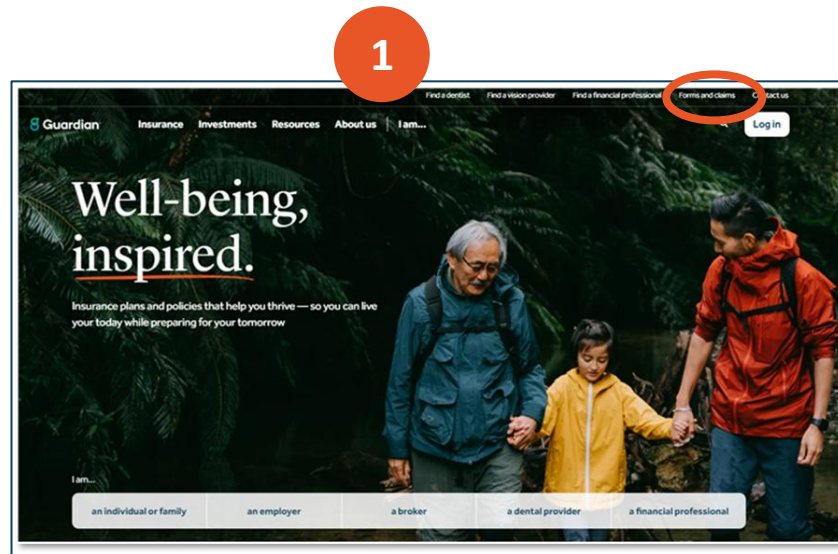 1
Find a dentist Find a vision provider Find a financial professional Forms and claims Contact us
Guardian Insurance Investments Resources About us I am... Log in
Well-being,
inspired.
Insurance plans and policies that help you thrive — so you can live
your today while preparing for your tomorrow
I am...
an individual or family an employer a broker a dental provider a financial professional